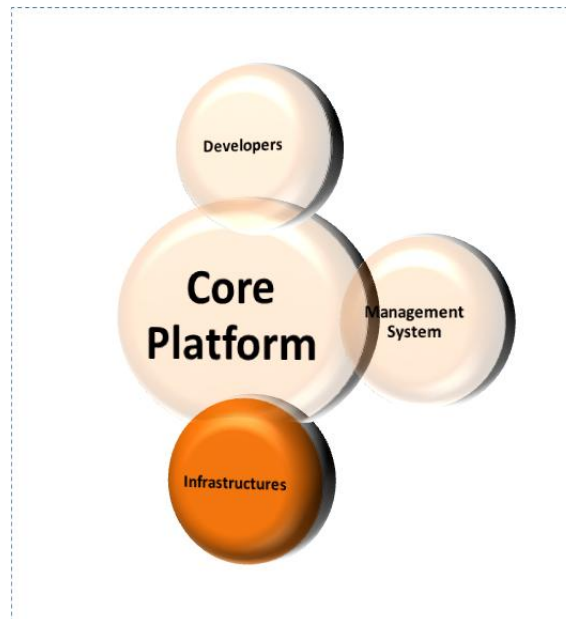 Developers
Core
Platform
Management
System
Infrastructures